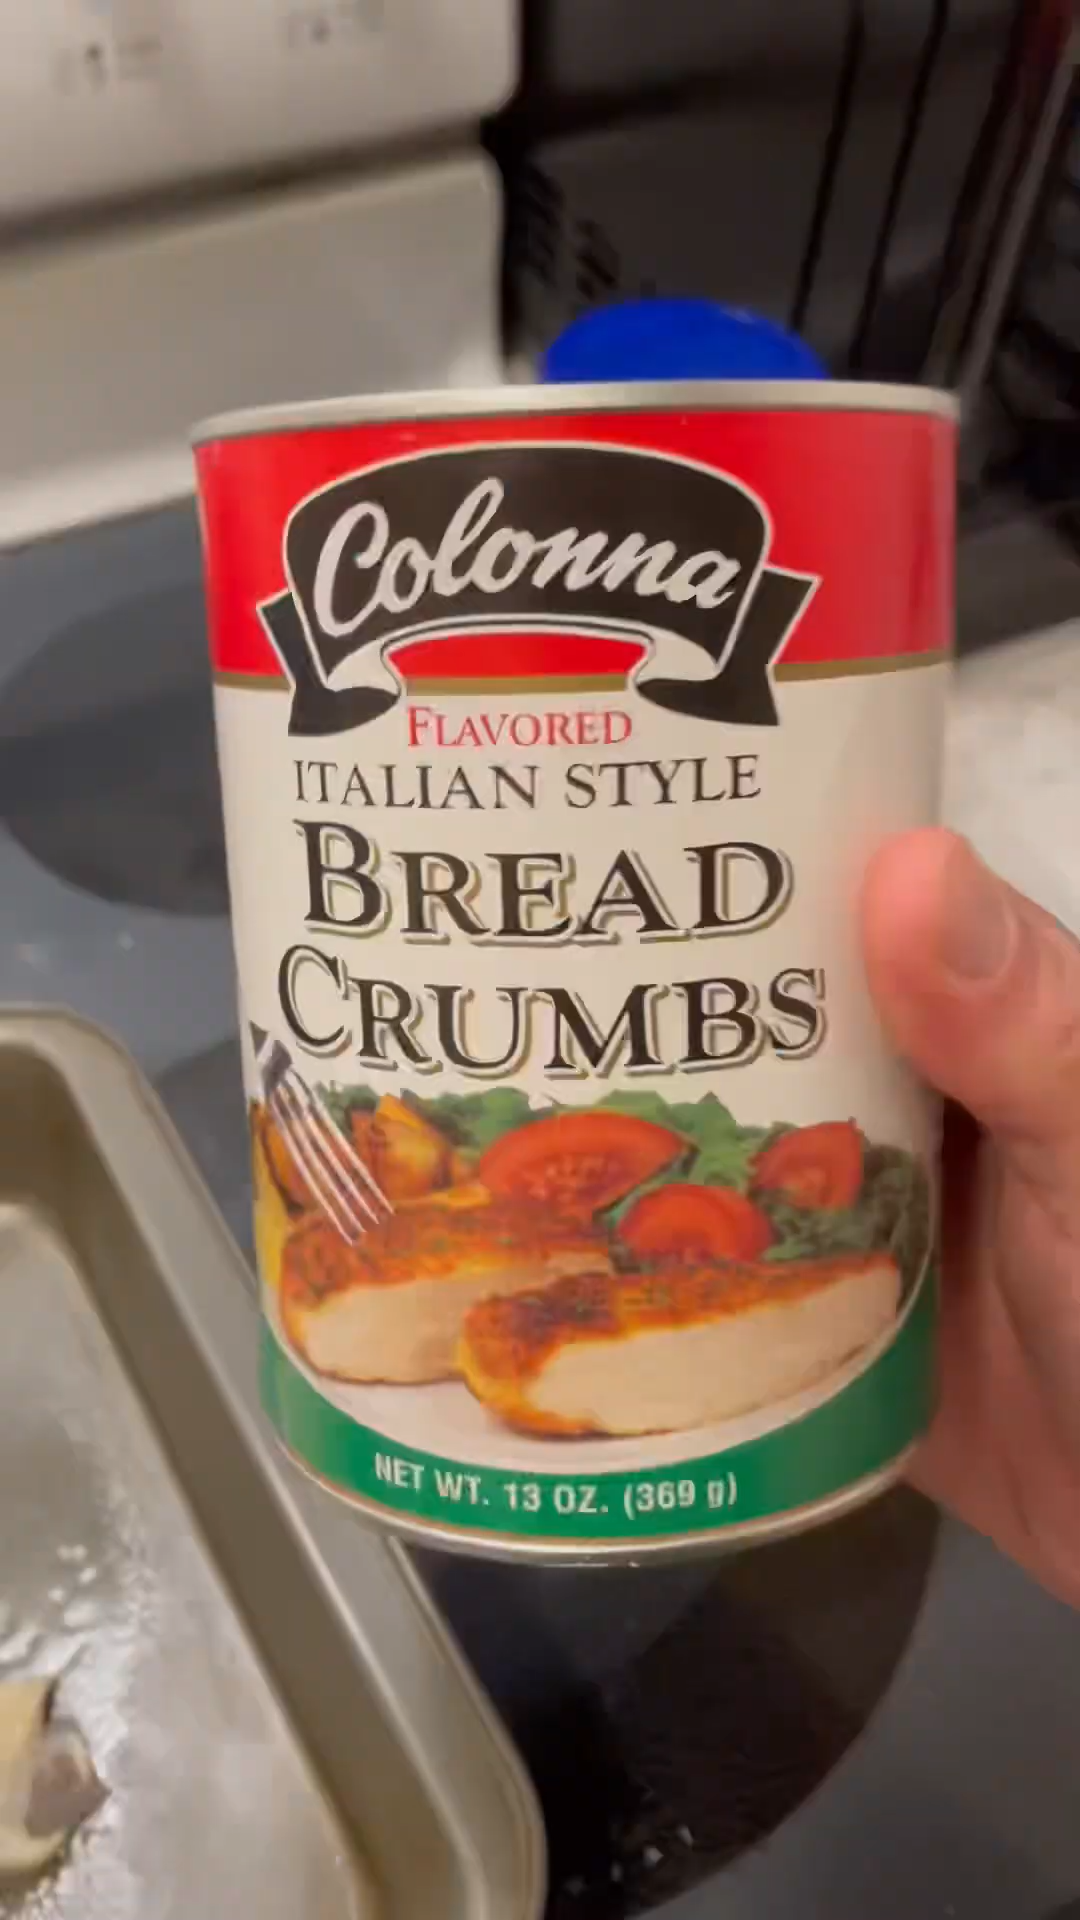 Colonna
FLAVORED
ITALIAN STYLE
BREAD
CRUMBS
NET WT. 13 OZ. (369 g)